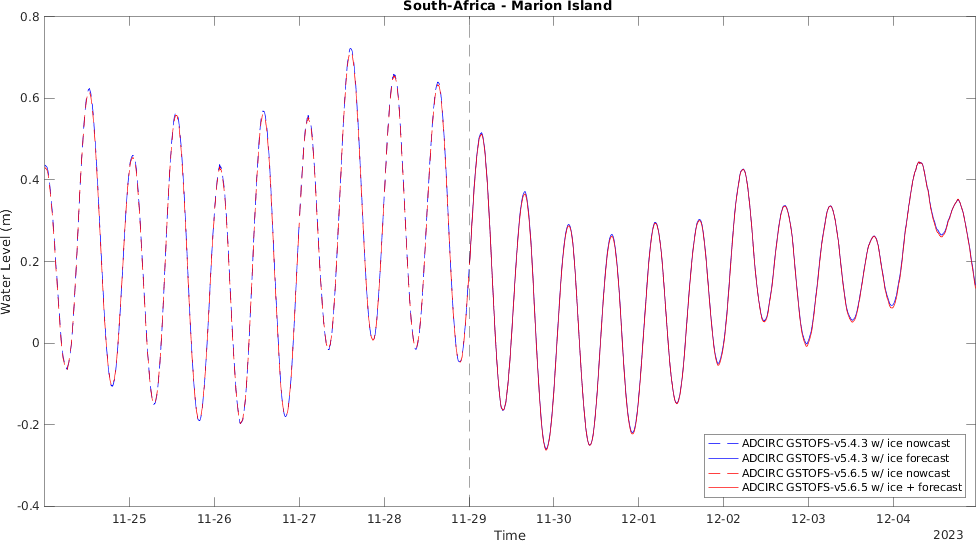 South-Africa - Marion Island
0.8
0.6
0.4
0.2
0
-0.2
-0.4
Water Level (m)
ADCIRC GSTOFS-v5.4.3 w/ ice nowcast
ADCIRC GSTOFS-v5.4.3 w/ ice forecast
ADCIRC GSTOFS-v5.6.5 w/ ice nowcast
ADCIRC GSTOFS-v5.6.5 w/ ice + forecast
11-25 11-26 11-27 11-28 11-29 11-30 12-01 12-02 12-03 12-04
Time
2023